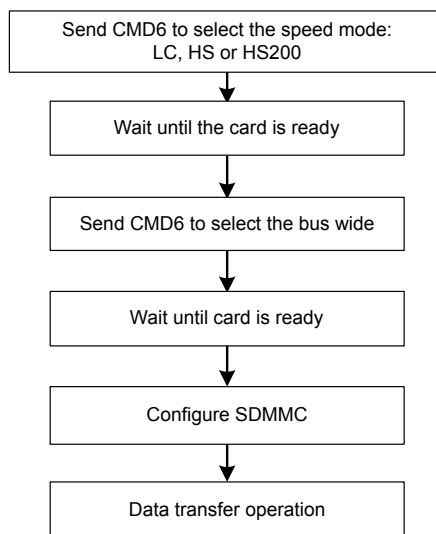 Send CMD6 to select the speed mode:
LC, HS or HS200
Wait until the card is ready
Send CMD6 to select the bus wide
Wait until card is ready
Configure SDMMC
Data transfer operation